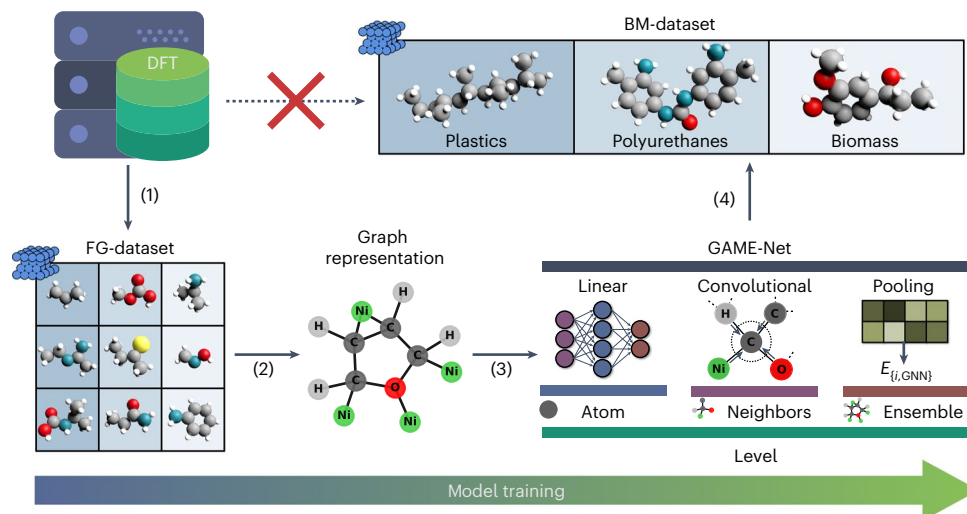 BM-dataset
DFT
Plastics
Polyurethanes
Biomass
(1)
(4)
FG-dataset
Graph
representation
GAME-Net
Linear
Convolutional
Pooling
H
H
Ni
C
H
C
C
H
C
O
Ni
Ni
Ni
(2)
(3)
H
C
C
Ni
O
E{i,GNN}
Atom
Neighbors
Ensemble
Level
Model training